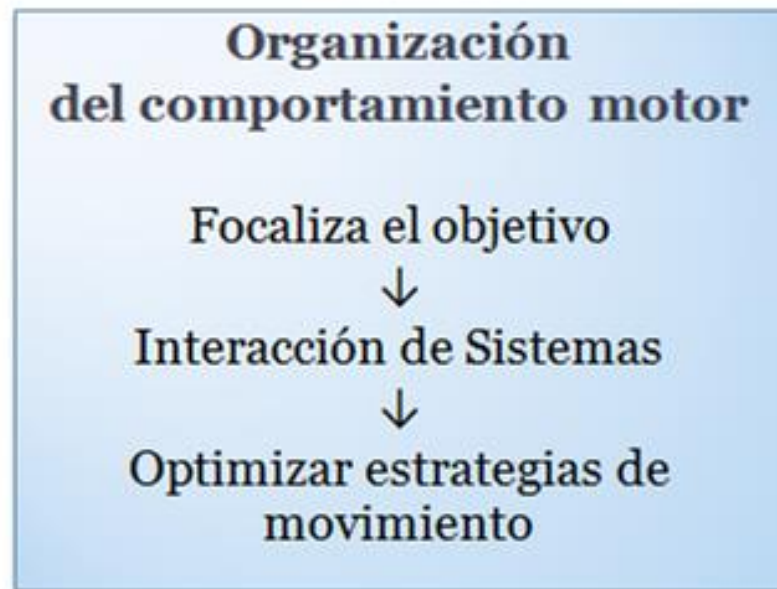 Organización
del comportamiento motor
Focaliza el objetivo
↓
Interacción de Sistemas
↓
Optimizar estrategias de
movimiento